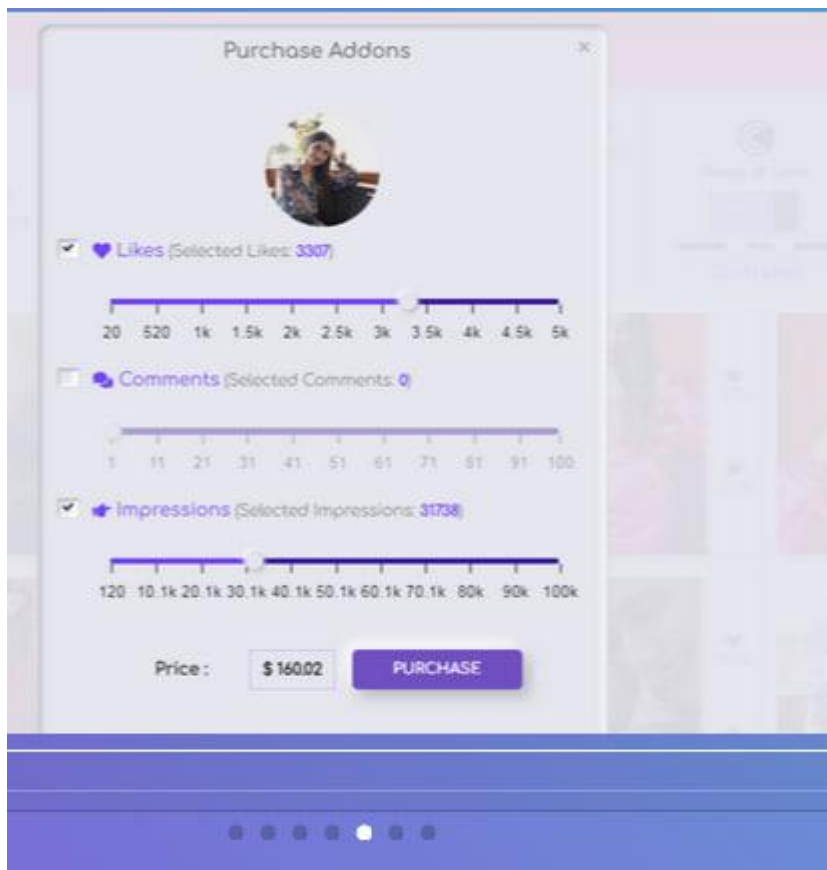 Purchase Addons ×
Likes (Selected Likes: 3307)
20 520 1k 1.5k 2k 2.5k 3k 3.5k 4k 4.5k 5k
Comments (Selected Comments: 0)
1 11 21 31 41 51 61 71 81 91 100
Impressions (Selected Impressions: 31738)
120 10.1k 20.1k 30.1k 40.1k 50.1k 60.1k 70.1k 80k 90k 100k
Price : $ 160.02 PURCHASE